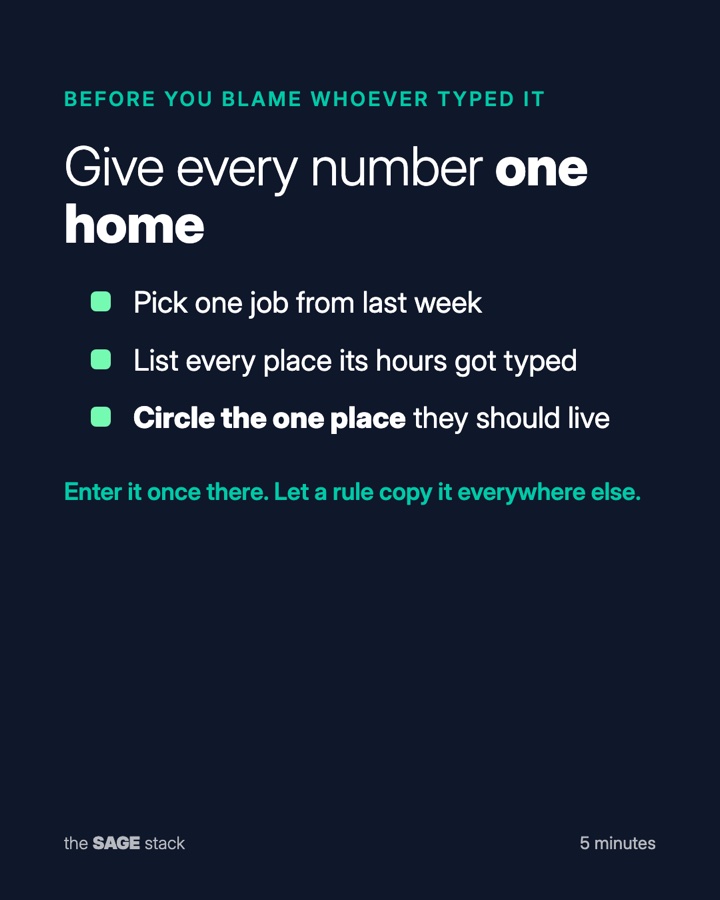 BEFORE YOU BLAME WHOEVER TYPED IT
Give every number one
home
Pick one job from last week
List every place its hours got typed
Circle the one place they should live
Enter it once there. Let a rule copy it everywhere else.
the SAGE stack
5 minutes